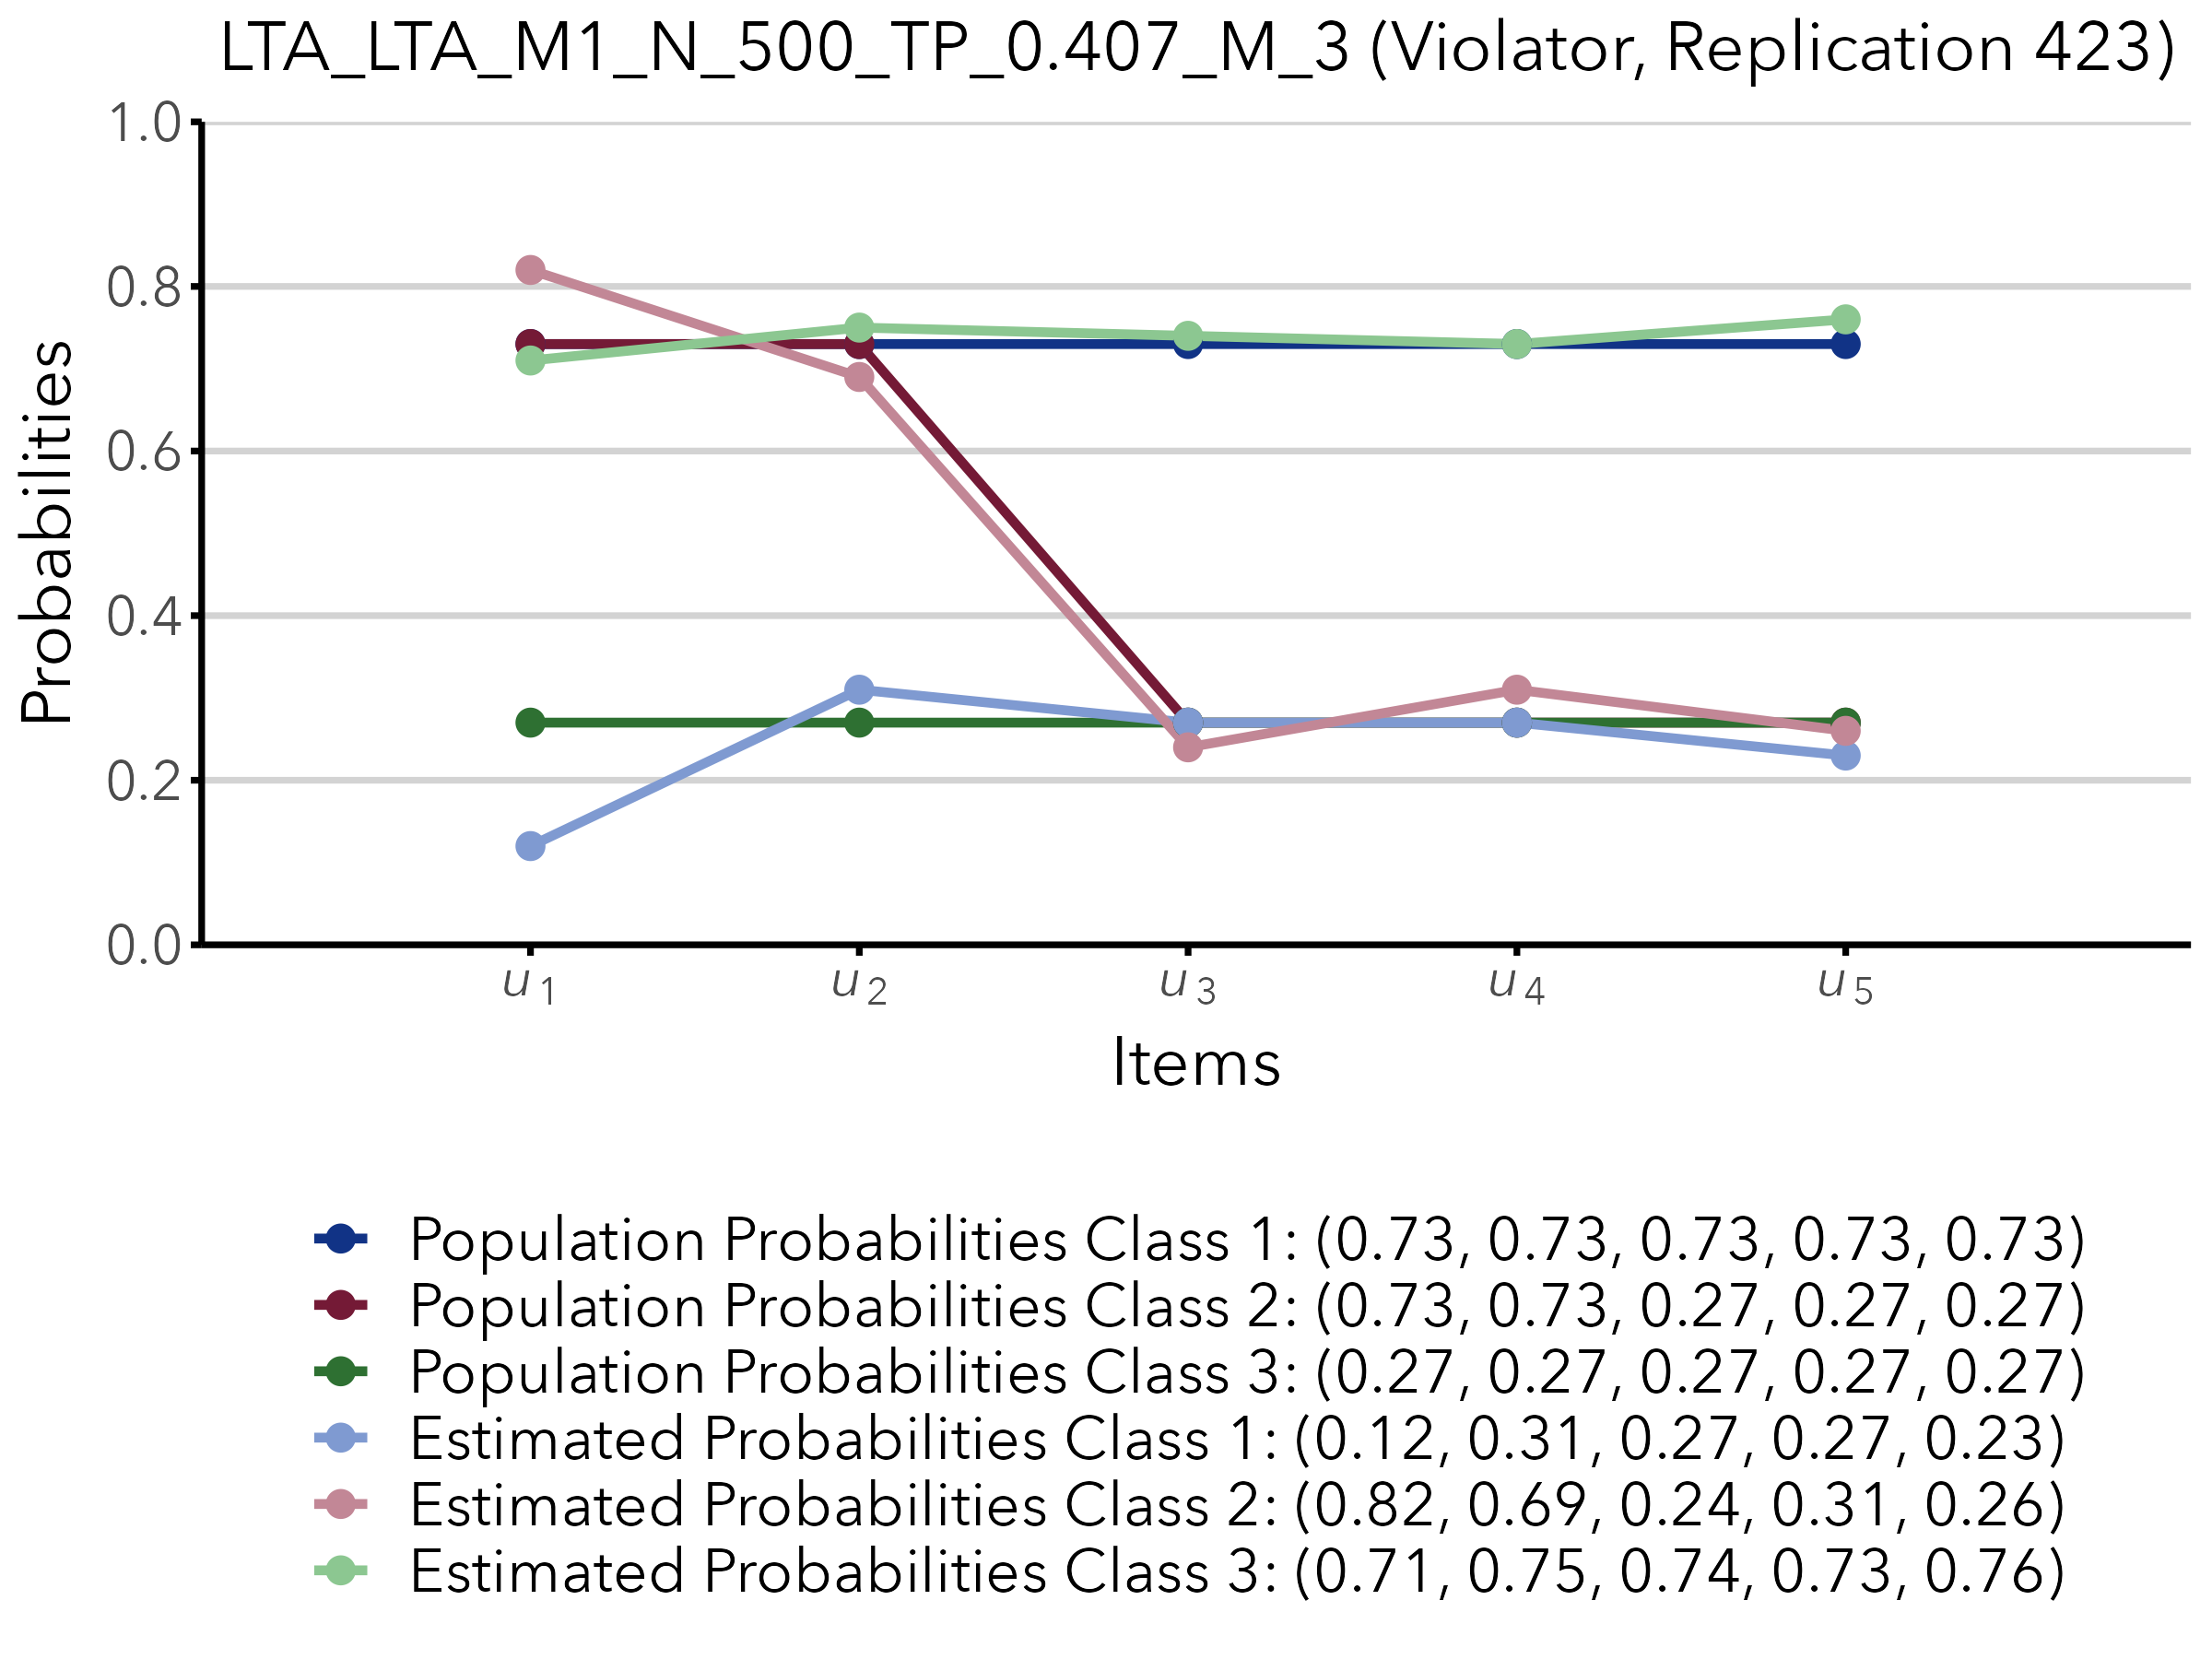 LTA_LTA_M1_N_500_TP_0.407_M_3 (Violator, Replication 423)
1.0
0.8
0.6
0.4
0.2
0.0
Probabilities
u1 u2 u3 u4 u5
Items
Population Probabilities Class 1: (0.73, 0.73, 0.73, 0.73, 0.73)
Population Probabilities Class 2: (0.73, 0.73, 0.27, 0.27, 0.27)
Population Probabilities Class 3: (0.27, 0.27, 0.27, 0.27, 0.27)
Estimated Probabilities Class 1: (0.12, 0.31, 0.27, 0.27, 0.23)
Estimated Probabilities Class 2: (0.82, 0.69, 0.24, 0.31, 0.26)
Estimated Probabilities Class 3: (0.71, 0.75, 0.74, 0.73, 0.76)